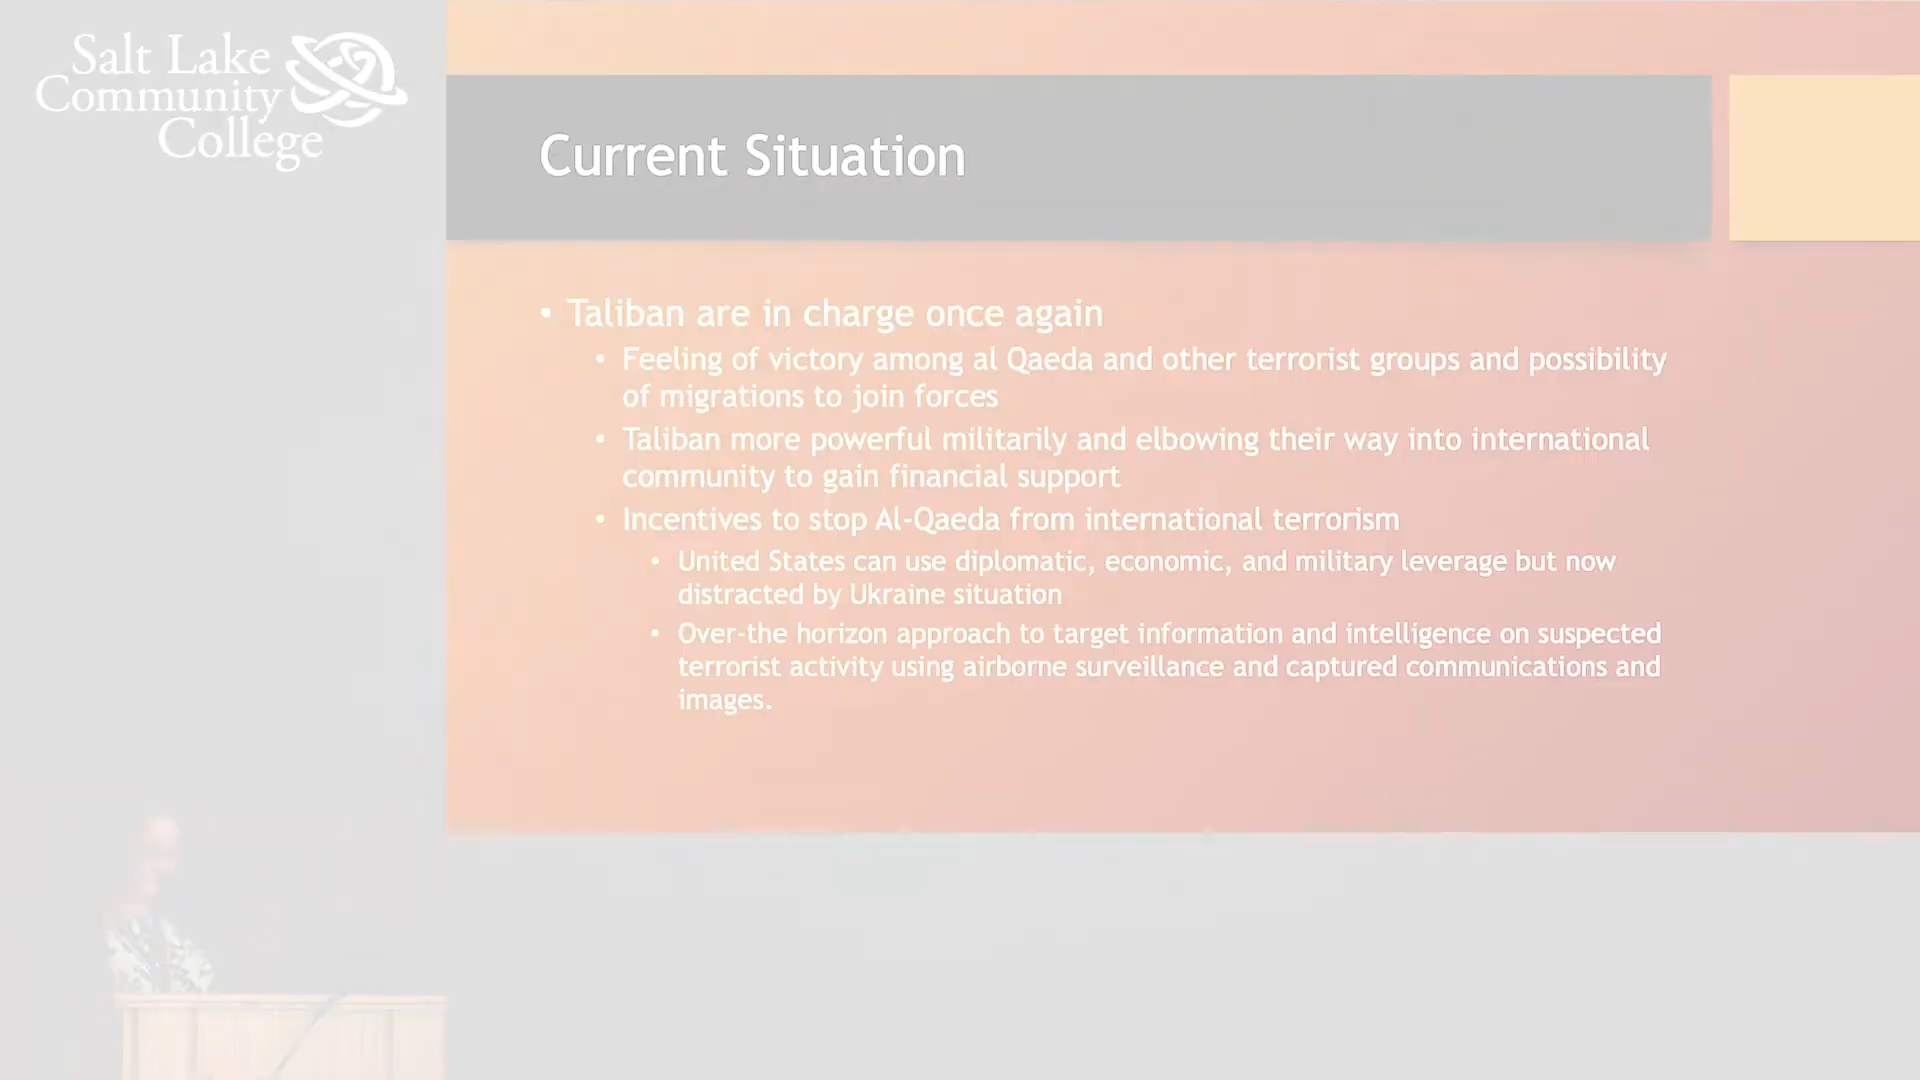 Salt Lake
Community
College
Current Situation
• Taliban are in charge once again
• Feeling of victory among al Qaeda and other terrorist groups and possibility
of migrations to join forces
• Taliban more powerful militarily and elbowing their way into international
community to gain financial support
• Incentives to stop Al-Qaeda from international terrorism
• United States can use diplomatic, economic, and military leverage but now
distracted by Ukraine situation
• Over-the horizon approach to target information and intelligence on suspected
terrorist activity using airborne surveillance and captured communications and
images.